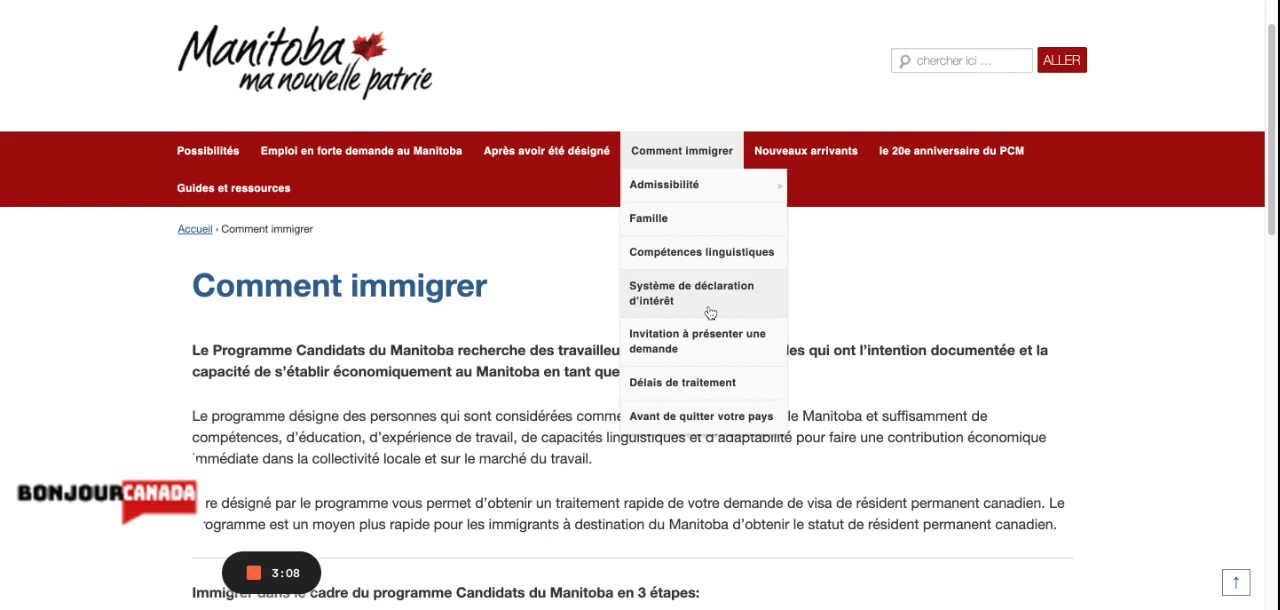 Manitoba
ma nouvelle patrie
chercher ici ...
ALLER
Possibilités
Emploi en forte demande au Manitoba
Après avoir été désigné
Comment immigrer
Nouveaux arrivants
le 20e anniversaire du PCM
Guides et ressources
Admissibilité
Famille
Compétences linguistiques
Système de déclaration
d'intérêt
Invitation à présenter une
demande
Délais de traitement
Avant de quitter votre pays
Accueil › Comment immigrer
Comment immigrer
Le Programme Candidats du Manitoba recherche des qui ont l'intention documentée et la
capacité de s'établir économiquement au Manitoba en tant que
Le programme désigne des personnes qui sont considérées le Manitoba et suffisamment de
compétences, d'éducation, d'expérience de travail, de capacités linguistiques et d'adaptabilité pour faire une contribution économique
immédiate dans la collectivité locale et sur le marché du travail.
BONJOURCANADA
désigné par le programme vous permet d'obtenir un traitement rapide de votre demande de visa de résident permanent canadien. Le
programme est un moyen plus rapide pour les immigrants à destination du Manitoba d'obtenir le statut de résident permanent canadien.
3:08
Immigrer dans le cadre du programme Candidats du Manitoba en 3 étapes: